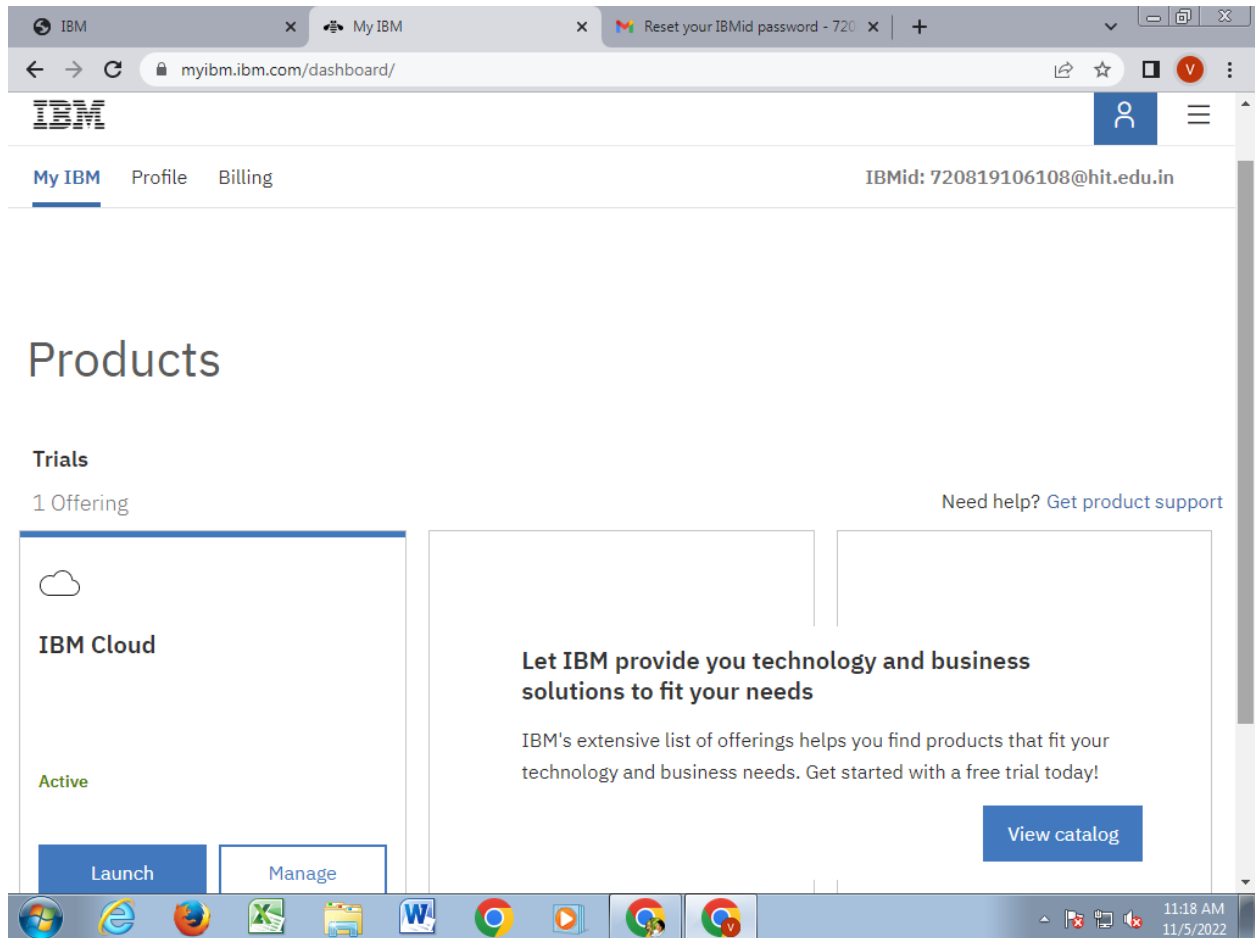 IBM
My IBM
Reset your IBMid password - 720
myibm.ibm.com/dashboard/
V
IBM
My IBM Profile Billing IBMid: 720819106108@hit.edu.in
Products
Trials
1 Offering
Need help? Get product support
IBM Cloud
Active
Launch Manage
Let IBM provide you technology and business
solutions to fit your needs
IBM's extensive list of offerings helps you find products that fit your
technology and business needs. Get started with a free trial today!
View catalog
11:18 AM
11/5/2022